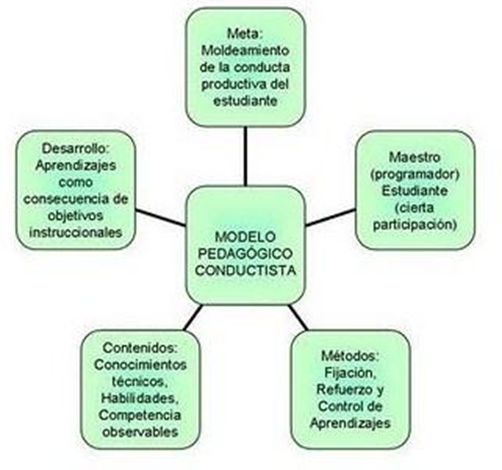 Meta:
Moldeamiento
de la conducta
productiva del
estudiante
Desarrollo:
Aprendizajes
como
consecuencia de
objetivos
instruccionales
Maestro
(programador)
Estudiante
(cierta
participación)
MODELO
PEDAGÓGICO
CONDUCTISTA
Contenidos:
Conocimientos
técnicos,
Habilidades,
Competencia
observables
Métodos:
Fijación,
Refuerzo y
Control de
Aprendizajes